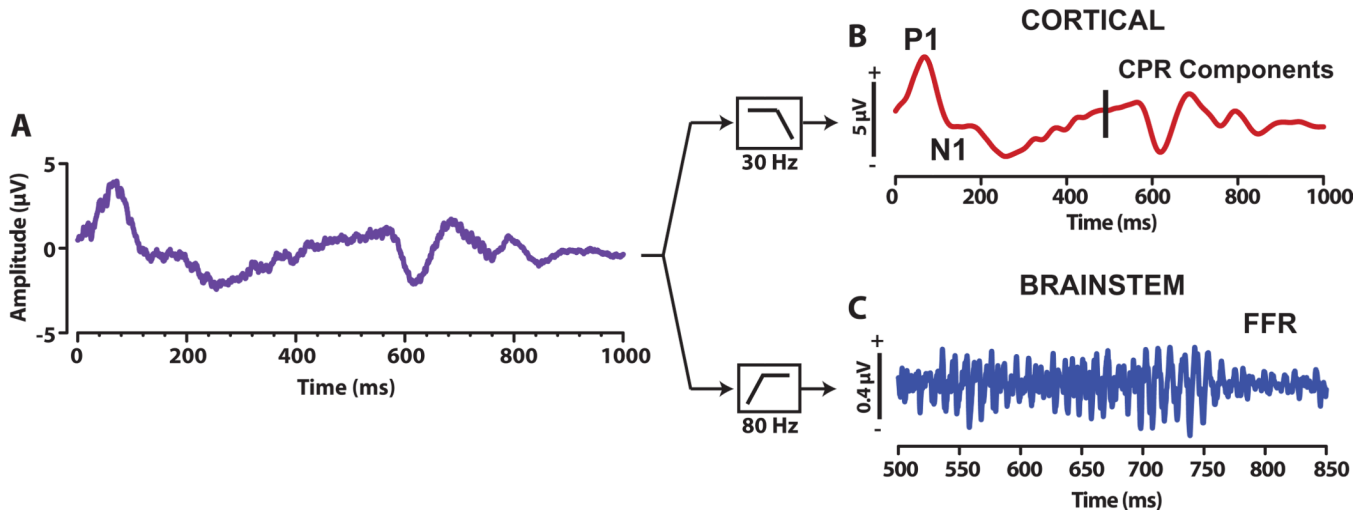 A
5
0
-5
Amplitude (µV)
0 200 400 600 800 1000
Time (ms)
30 Hz
80 Hz
B
CORTICAL
P1
N1
CPR Components
+
5 µV
-
0 200 400 600 800 1000
Time (ms)
C
BRAINSTEM
FFR
+
0.4 µV
-
500 550 600 650 700 750 800 850
Time (ms)